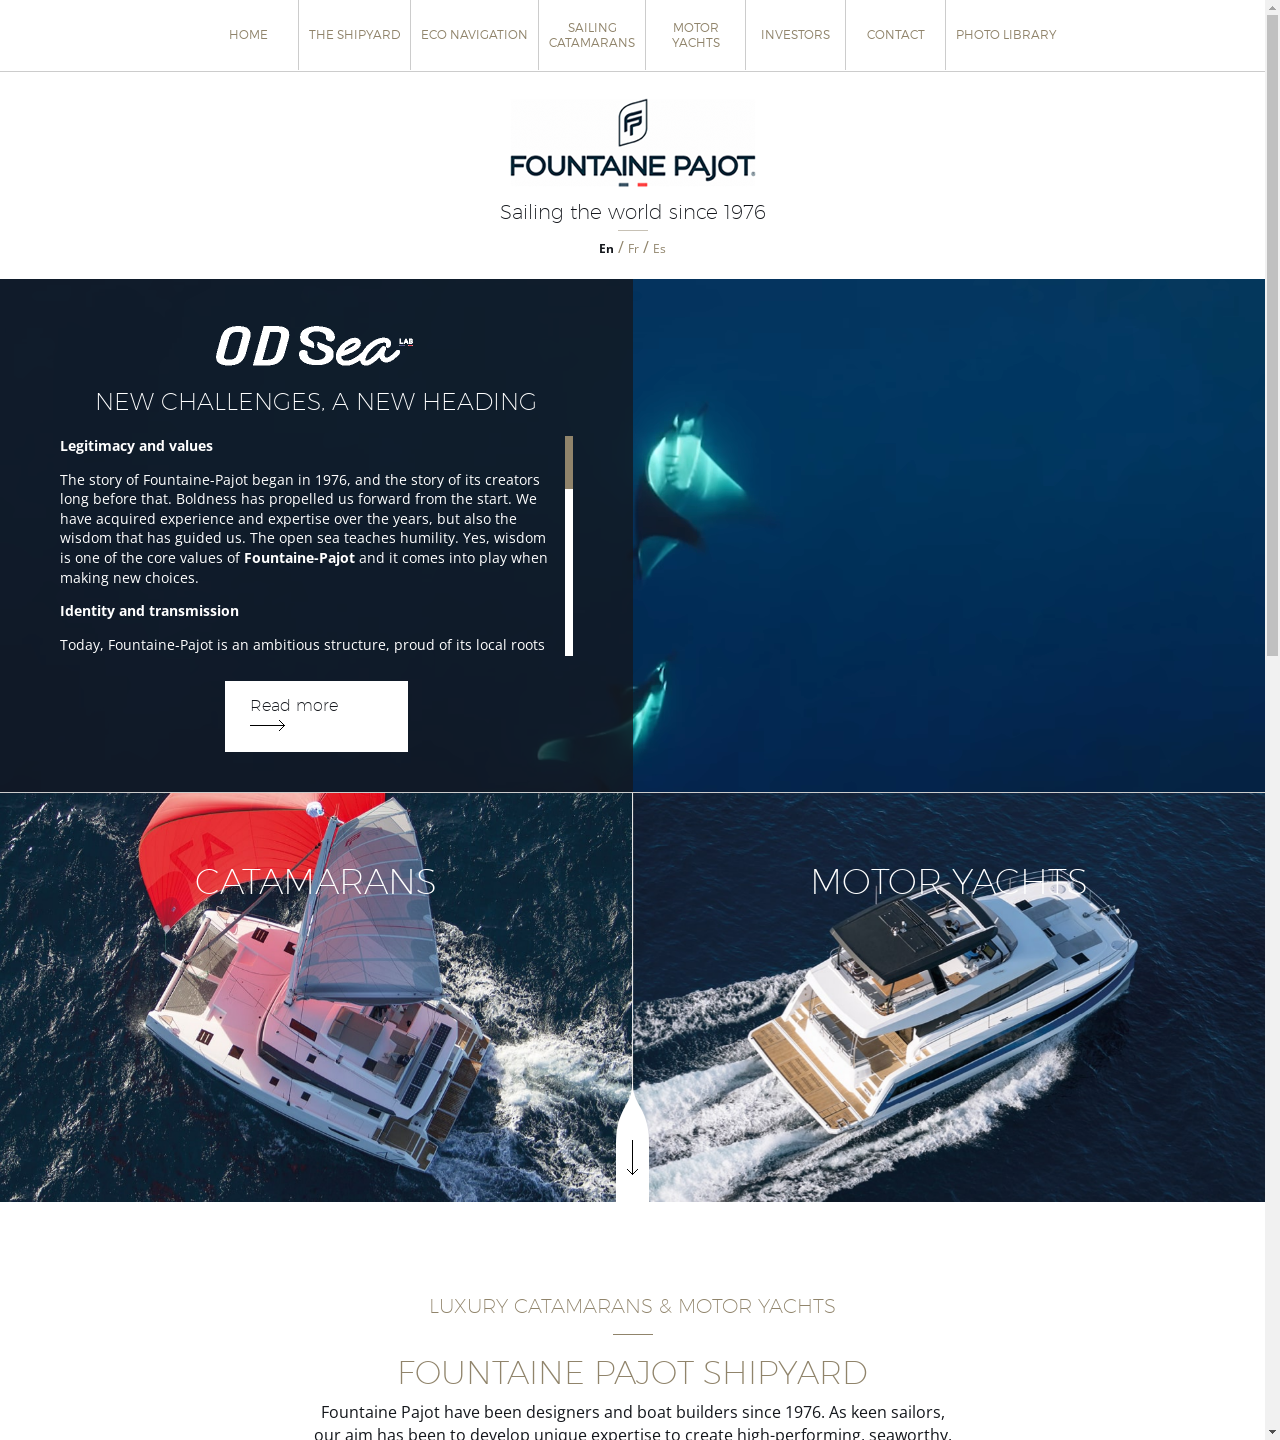 HOME
THE SHIPYARD
ECO NAVIGATION
SAILING
CATAMARANS
MOTOR
YACHTS
INVESTORS
CONTACT
PHOTO LIBRARY
FOUNTAINE PAJOT
Sailing the world since 1976
En / Fr / Es
OD Sea LAB
NEW CHALLENGES, A NEW HEADING
Legitimacy and values
The story of Fountaine-Pajot began in 1976, and the story of its creators
long before that. Boldness has propelled us forward from the start. We
have acquired experience and expertise over the years, but also the
wisdom that has guided us. The open sea teaches humility. Yes, wisdom
is one of the core values of Fountaine-Pajot and it comes into play when
making new choices.
Identity and transmission
Today, Fountaine-Pajot is an ambitious structure, proud of its local roots
Read more
42
CATAMARANS
MOTOR YACHTS
LUXURY CATAMARANS & MOTOR YACHTS
FOUNTAINE PAJOT SHIPYARD
Fountaine Pajot have been designers and boat builders since 1976. As keen sailors,
our aim has been to develop unique expertise to create high-performing, seaworthy,